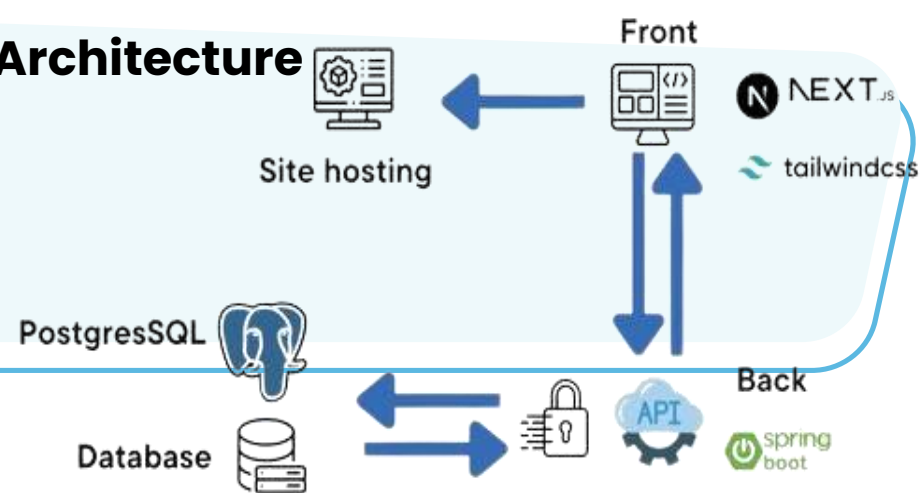 Architecture
Front
NEXT.JS
Site hosting
tailwindcss
PostgresSQL
Back
API
spring
boot
Database